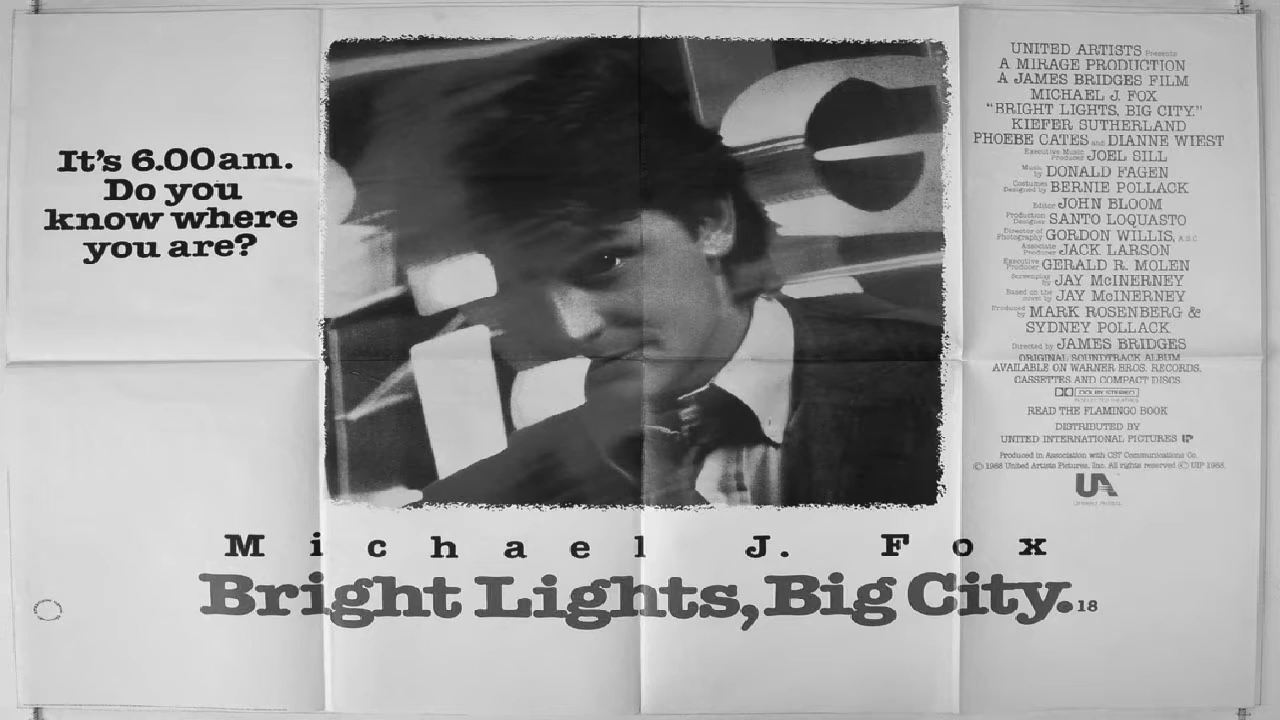 It's 6.00am.
Do you
know where
you are?
UNITED ARTISTS Presents
A MIRAGE PRODUCTION
A JAMES BRIDGES FILM
MICHAEL J. FOX
"BRIGHT LIGHTS, BIG CITY."
KIEFER SUTHERLAND
PHOEBE CATES and DIANNE WIEST
Executive Music Producer JOEL SILL
Music by DONALD FAGEN
Costumes Designed by BERNIE POLLACK
Editor JOHN BLOOM
Production Designer SANTO LOQUASTO
Director of Photography GORDON WILLIS, A.S.C
Associate Producer JACK LARSON
Executive Producer GERALD R. MOLEN
Screenplay by JAY McINERNEY
Based on the novel by JAY McINERNEY
Produced by MARK ROSENBERG &
SYDNEY POLLACK
Directed by JAMES BRIDGES
ORIGINAL SOUNDTRACK ALBUM
AVAILABLE ON WARNER BROS. RECORDS,
CASSETTES AND COMPACT DISCS
DOLBY STEREO
READ THE FLAMINGO BOOK
DISTRIBUTED BY
UNITED INTERNATIONAL PICTURES
Produced in Association with CST Communications Co.
© 1988 United Artists Pictures, Inc. All rights reserved © UIP 1988.
UA
Michael J. Fox
Bright Lights, Big City. 18